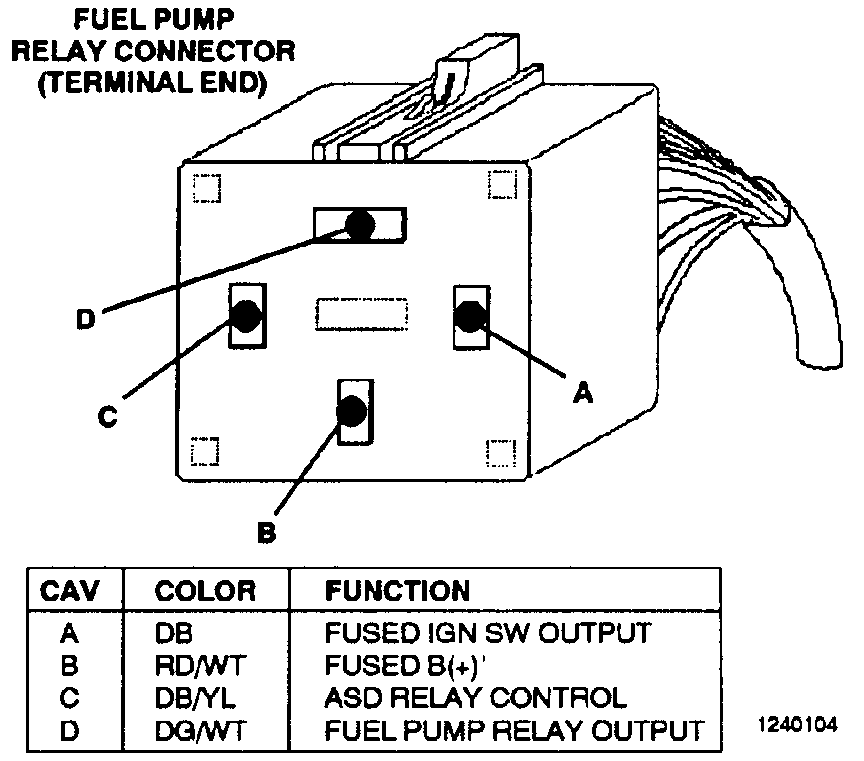 FUEL PUMP
RELAY CONNECTOR
(TERMINAL END)
D
C
A
B
CAV COLOR FUNCTION
A DB FUSED IGN SW OUTPUT
B RD/WT FUSED B(+)'
C DB/YL ASD RELAY CONTROL
D DG/WT FUEL PUMP RELAY OUTPUT
1240104